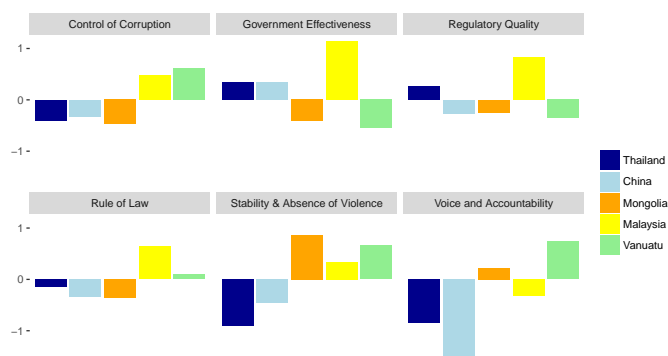 Control of Corruption
Government Effectiveness
Regulatory Quality
1
0
−1
Rule of Law
Stability & Absence of Violence
Voice and Accountability
1
0
−1
Thailand
China
Mongolia
Malaysia
Vanuatu